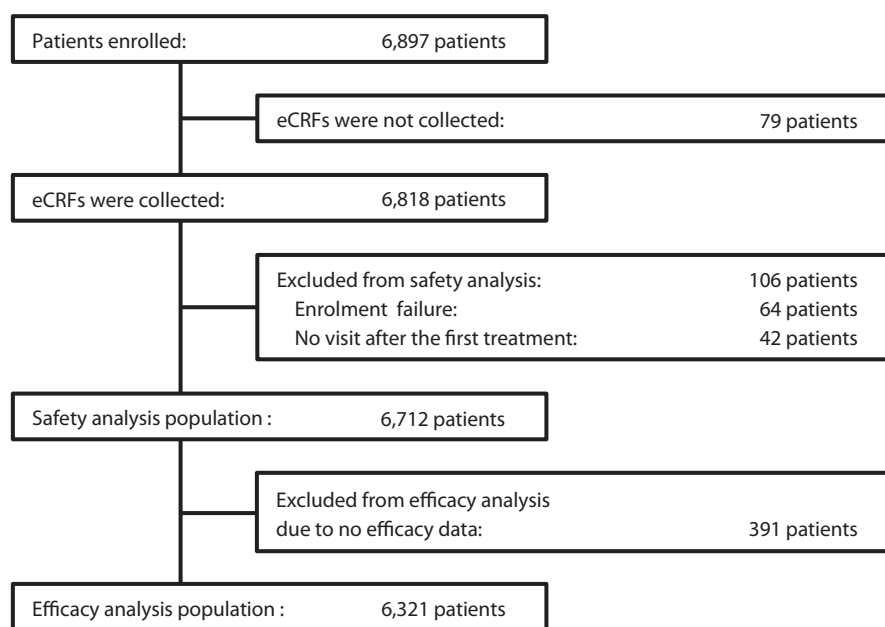 Patients enrolled: 6,897 patients
eCRFs were not collected: 79 patients
eCRFs were collected: 6,818 patients
Excluded from safety analysis: 106 patients
Enrolment failure: 64 patients
No visit after the first treatment: 42 patients
Safety analysis population : 6,712 patients
Excluded from efficacy analysis
due to no efficacy data: 391 patients
Efficacy analysis population : 6,321 patients